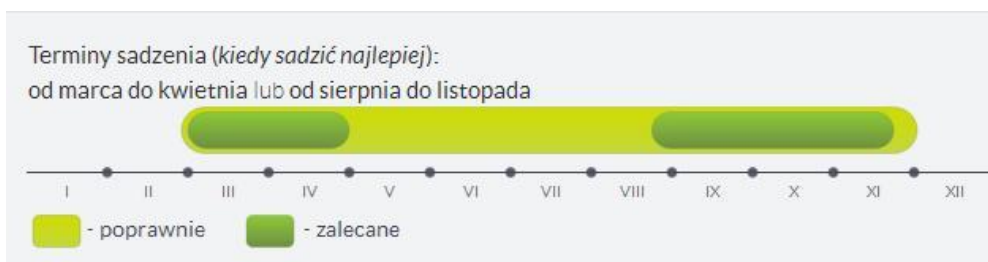 Terminy sadzenia (kiedy sadzić najlepiej):
od marca do kwietnia lub od sierpnia do listopada
I II III IV V VI VII VIII IX X XI XII
- poprawnie - zalecane